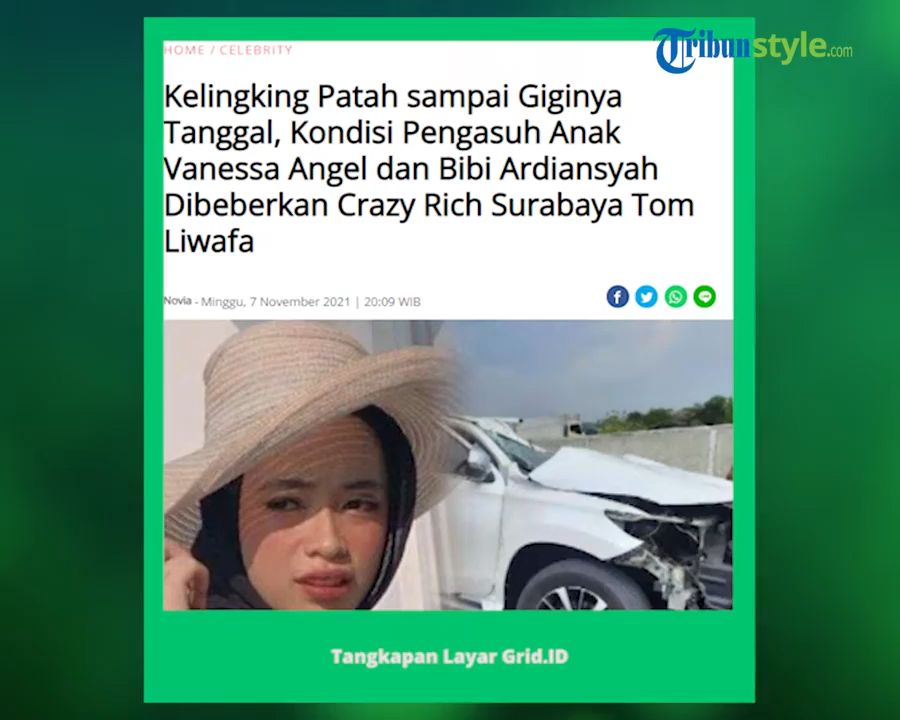 Tribunstyle.com
HOME / CELEBRITY
Kelingking Patah sampai Giginya
Tanggal, Kondisi Pengasuh Anak
Vanessa Angel dan Bibi Ardiansyah
Dibeberkan Crazy Rich Surabaya Tom
Liwafa
Novia - Minggu, 7 November 2021 | 20:09 WIB
Tangkapan Layar Grid.ID